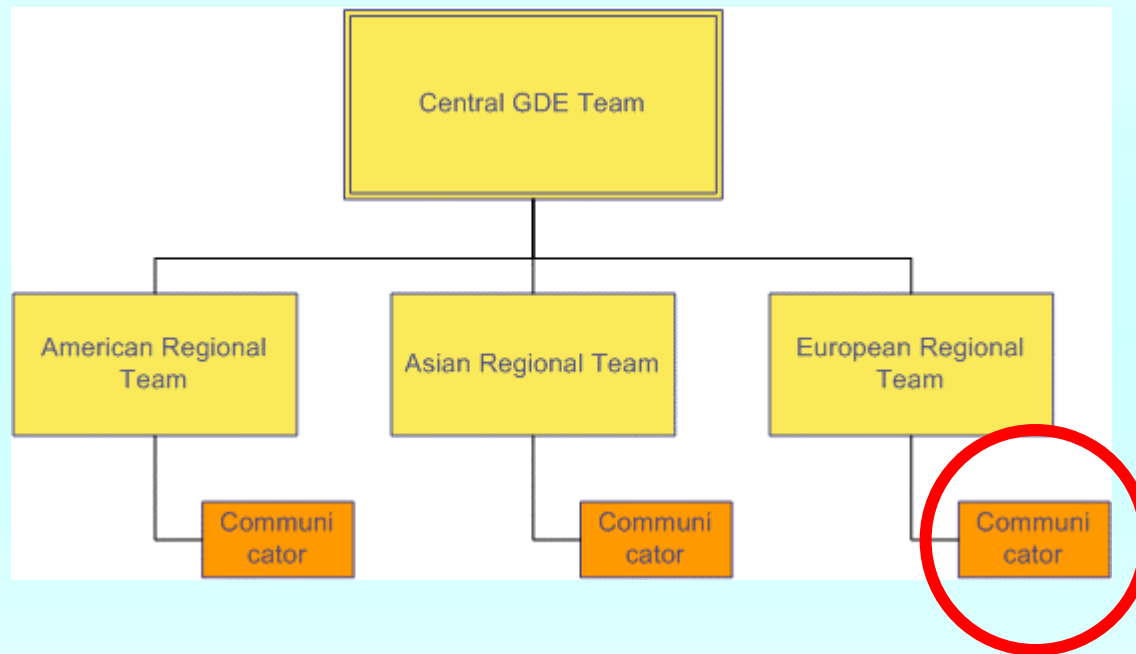 Central GDE Team
American Regional
Team
Asian Regional Team
European Regional
Team
Communi
cator
Communi
cator
Communi
cator